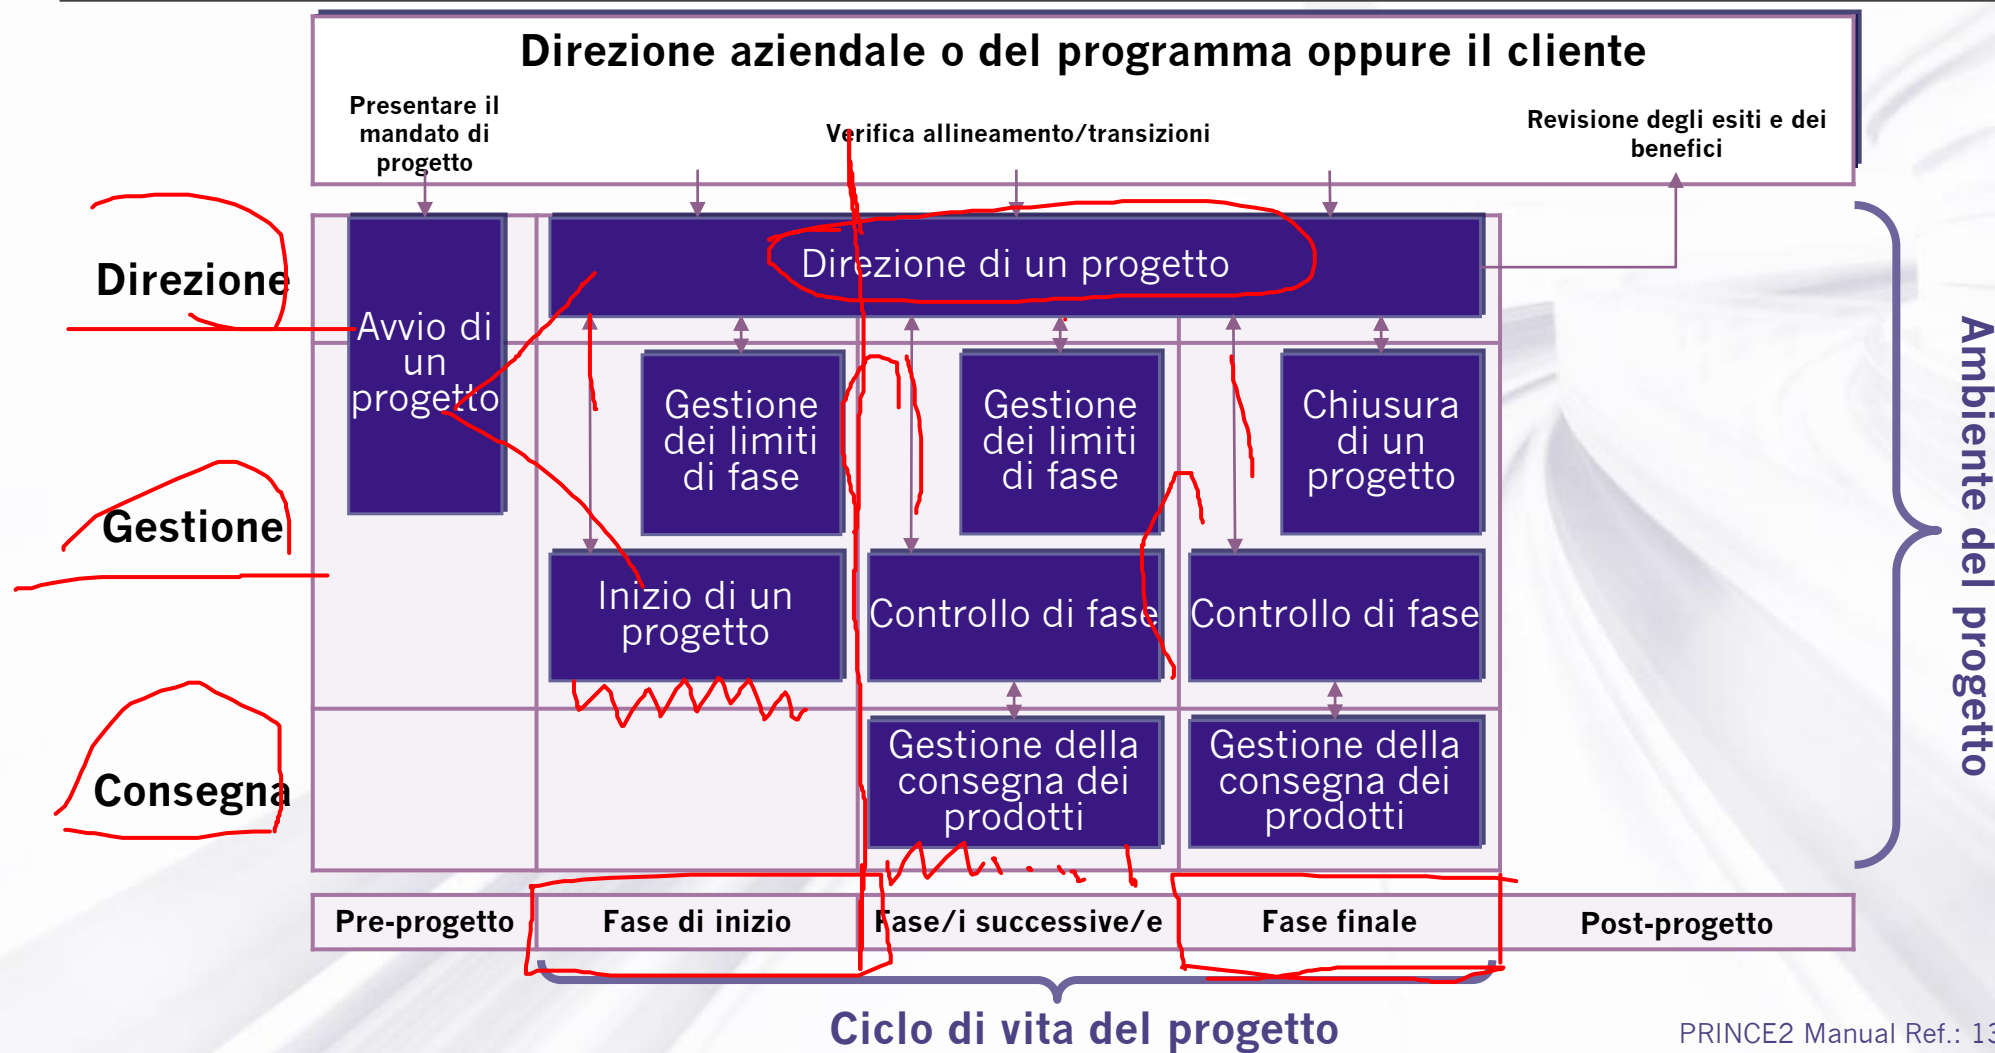 Direzione aziendale o del programma oppure il cliente
Presentare il
mandato di
progetto
Verifica allineamento/transizioni
Revisione degli esiti e dei
benefici
Direzione
Direzione di un progetto
Avvio di
un
progetto
Gestione
dei limiti
di fase
Gestione
dei limiti
di fase
Chiusura
di un
progetto
Gestione
Inizio di un
progetto
Controllo di fase
Controllo di fase
Consegna
Gestione della
consegna dei
prodotti
Gestione della
consegna dei
prodotti
Ambiente del progetto
Pre-progetto
Fase di inizio
Fase/i successive/e
Fase finale
Post-progetto
Ciclo di vita del progetto
PRINCE2 Manual Ref.: 13